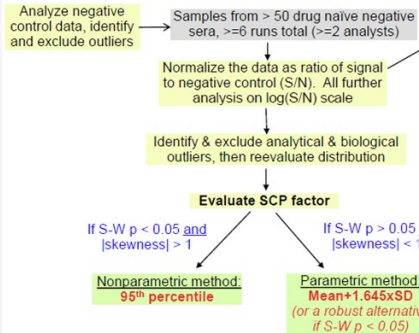 Analyze negative
control data, identify
and exclude outliers
Samples from > 50 drug naïve negative
sera, >=6 runs total (>=2 analysts)
Normalize the data as ratio of signal
to negative control (S/N). All further
analysis on log(S/N) scale
Identify & exclude analytical & biological
outliers, then reevaluate distribution
Evaluate SCP factor
If S-W p < 0.05 and
|skewness| > 1
If S-W p > 0.05
|skewness| < 1
Nonparametric method:
95th percentile
Parametric method:
Mean+1.645xSD
(or a robust alternativ
if S-W p < 0.05)